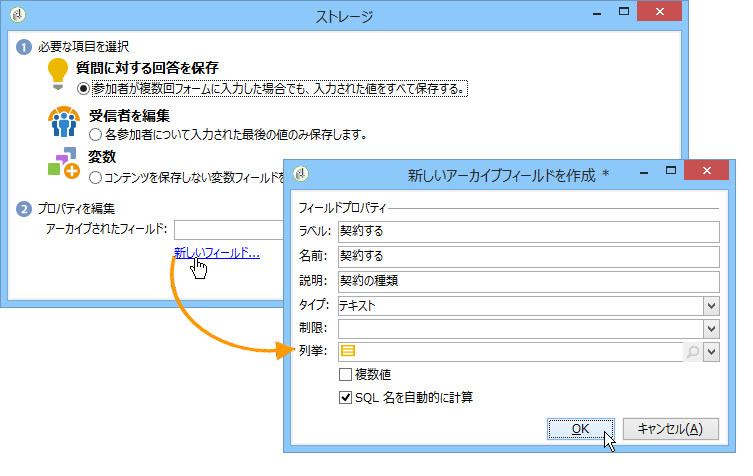 ストレージ
1 必要な項目を選択
質問に対する回答を保存
参加者が複数回フォームに入力した場合でも、入力された値をすべて保存する。
受信者を編集
各参加者について入力された最後の値のみ保存します。
変数
コンテンツを保存しない変数フィールドを
2 プロパティを編集
アーカイブされたフィールド:
新しいフィールド...
新しいアーカイブフィールドを作成 *
フィールドプロパティ
ラベル: 契約する
名前: 契約する
説明: 契約の種類
タイプ: テキスト
制限:
列挙:
複数値
SQL 名を自動的に計算
OK キャンセル(A)